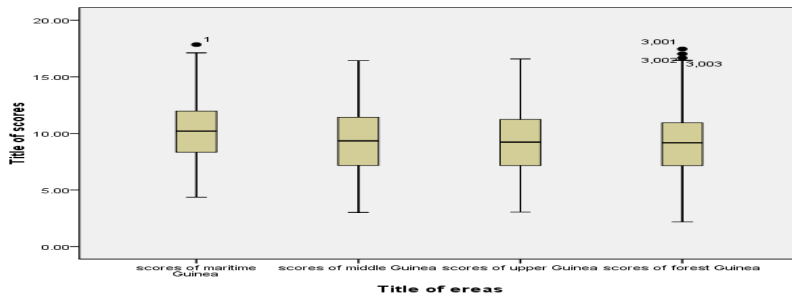 20.00
15.00
10.00
5.00
0.00
Title of scores
1
3,001
3,002
3,003
scores of maritime
Guinea
scores of middle Guinea
scores of upper Guinea
scores of forest Guinea
Title of ereas